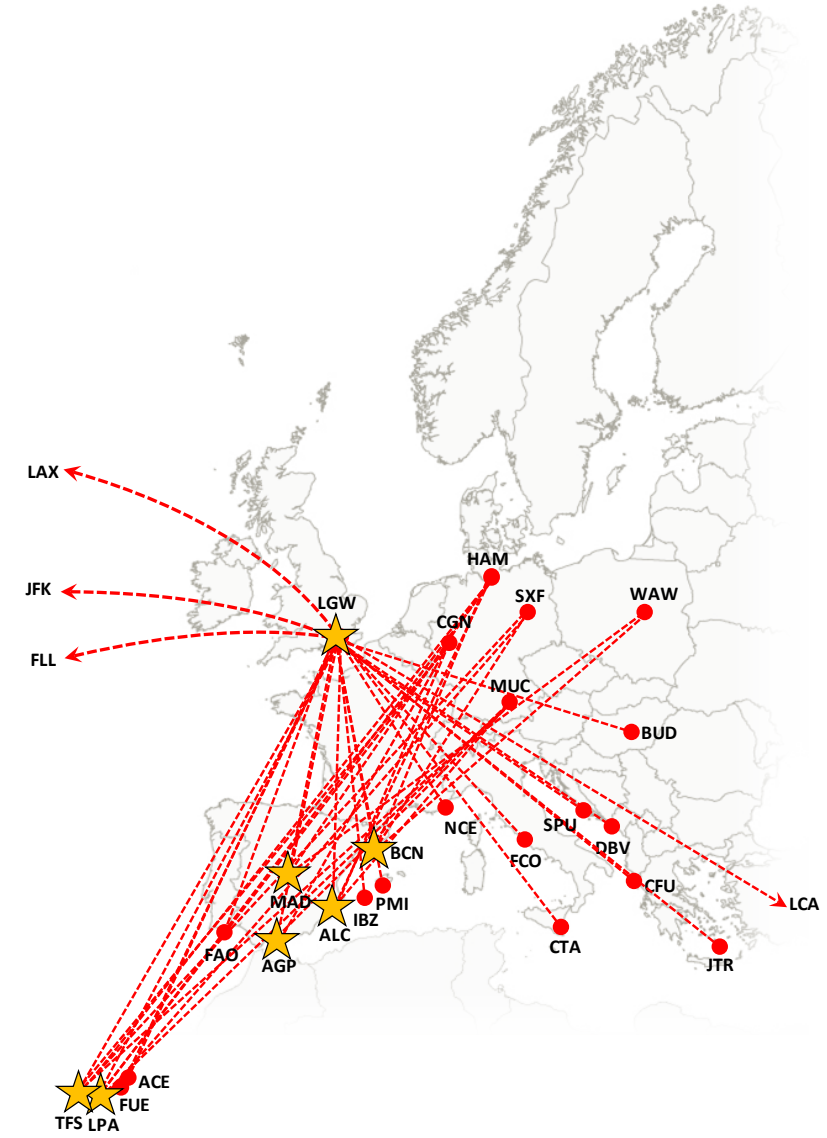 LAX
HAM
JFK
SXF
WAW
LGW
CGN
FLL
MUC
BUD
NCE
SPU
DBV
BCN
FCO
CFU
MAD
PMI
LCA
IBZ
ALC
FAO
AGP
CTA
JTR
ACE
FUE
TFS
LPA